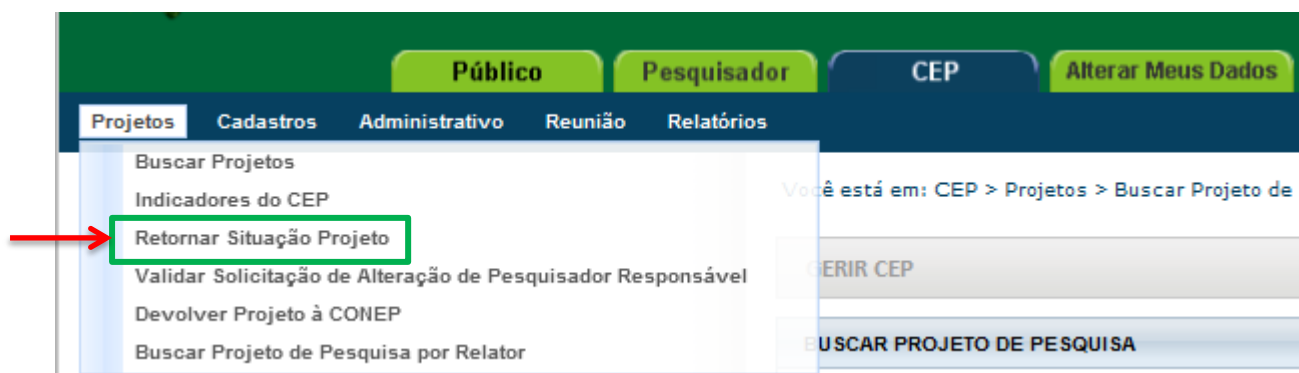 Público Pesquisador CEP Alterar Meus Dados
Projetos Cadastros Administrativo Reunião Relatórios
Buscar Projetos
Você está em: CEP > Projetos > Buscar Projeto de
Indicadores do CEP
Retornar Situação Projeto
GERIR CEP
Validar Solicitação de Alteração de Pesquisador Responsável
Devolver Projeto à CONEP
BUSCAR PROJETO DE PESQUISA
Buscar Projeto de Pesquisa por Relator